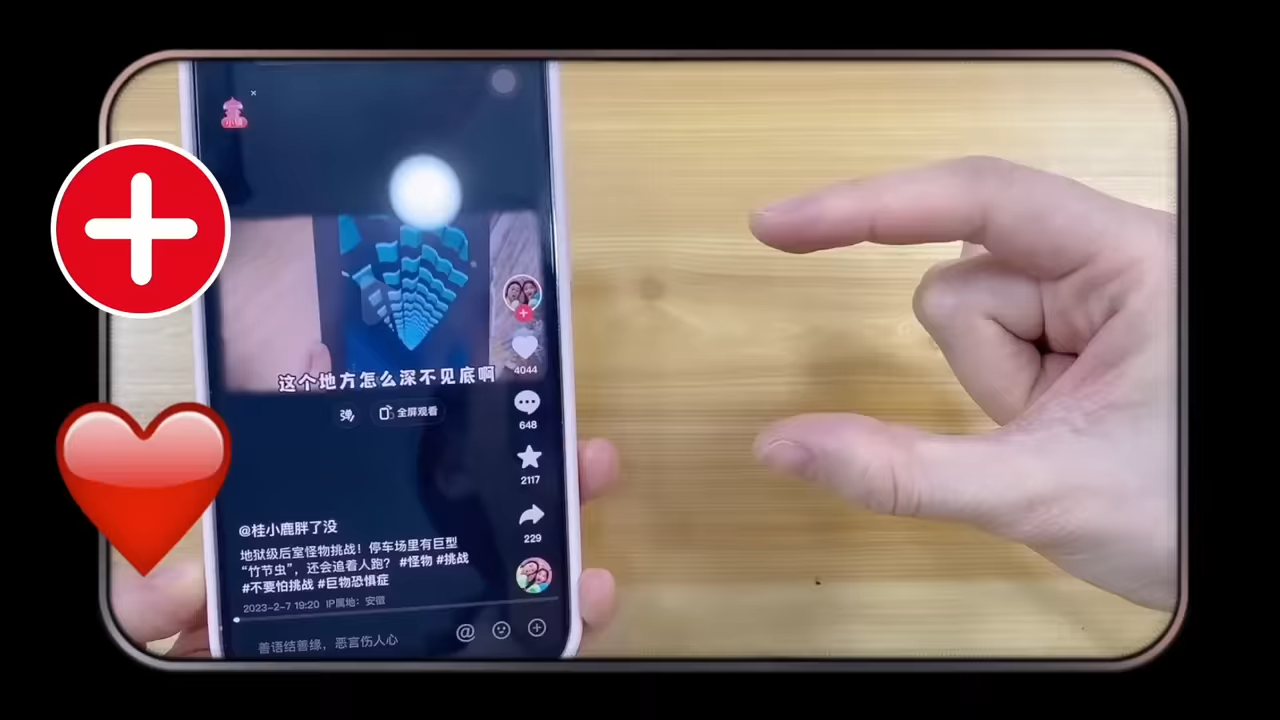 这个地方怎么深不见底啊
弹
全屏观看
4044
648
2117
229
@桂小鹿胖了没
地狱级后室怪物挑战！停车场里有巨型
“竹节虫”，还会追着人跑？ #怪物 #挑战
#不要怕挑战 #巨物恐惧症
2023-2-7 19:20 IP属地：安徽
善语结善缘，恶言伤人心
@